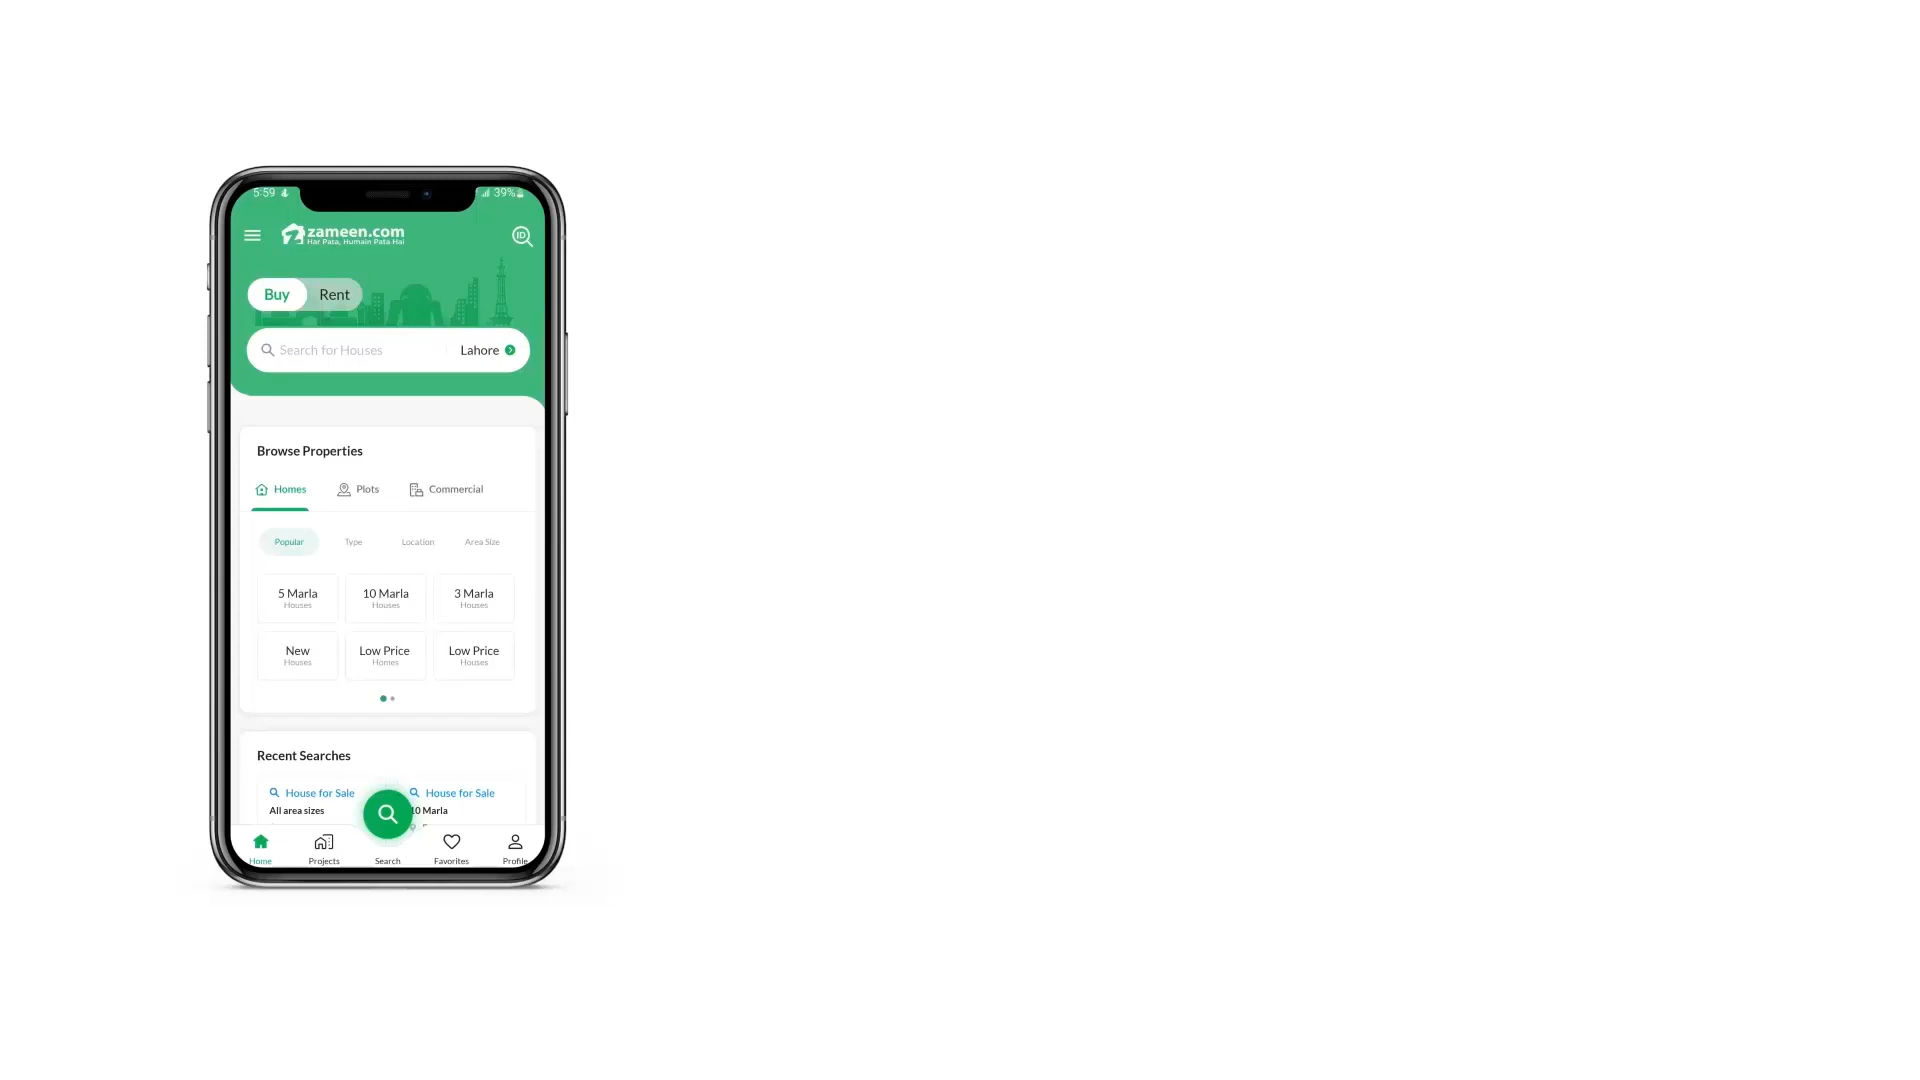 5:59
39%
zameen.com
Har Pata, Humain Pata Hai
ID
Buy Rent
Search for Houses Lahore
Browse Properties
Homes Plots Commercial
Popular Type Location Area Size
5 Marla 10 Marla 3 Marla
Houses Houses Houses
New Low Price Low Price
Houses Homes Houses
Recent Searches
House for Sale House for Sale
All area sizes 10 Marla
Home Projects Search Favorites Profile